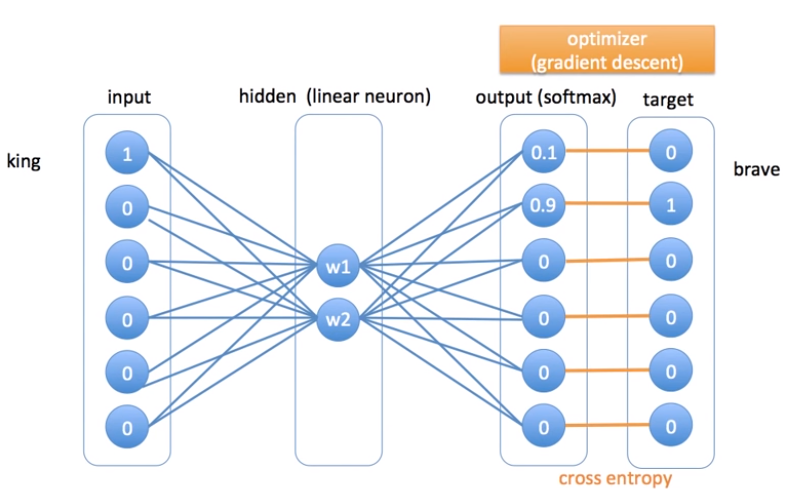 optimizer
(gradient descent)
input
hidden (linear neuron)
output (softmax)
target
king
brave
1
0
0
0
0
0
w1
w2
0.1
0.9
0
0
0
0
0
1
0
0
0
0
cross entropy